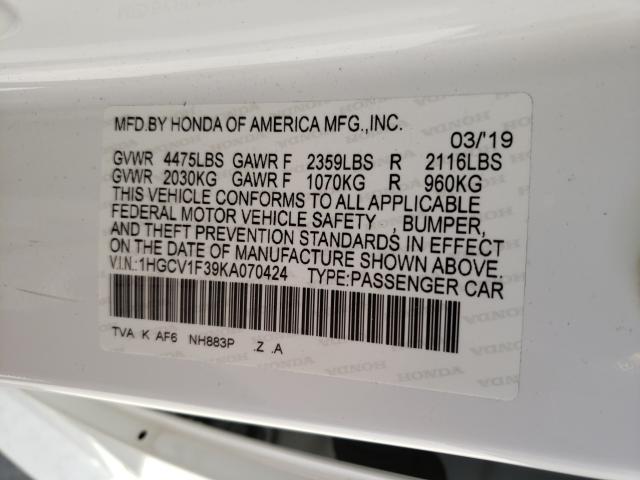 MFD.BY HONDA OF AMERICA MFG.,INC.
03/'19
GVWR 4475LBS GAWR F 2359LBS R 2116LBS
GVWR 2030KG GAWR F 1070KG R 960KG
THIS VEHICLE CONFORMS TO ALL APPLICABLE
FEDERAL MOTOR VEHICLE SAFETY , BUMPER,
AND THEFT PREVENTION STANDARDS IN EFFECT
ON THE DATE OF MANUFACTURE SHOWN ABOVE.
V.I.N.:1HGCV1F39KA070424 TYPE:PASSENGER CAR
TVA K AF6 NH883P .Z .A